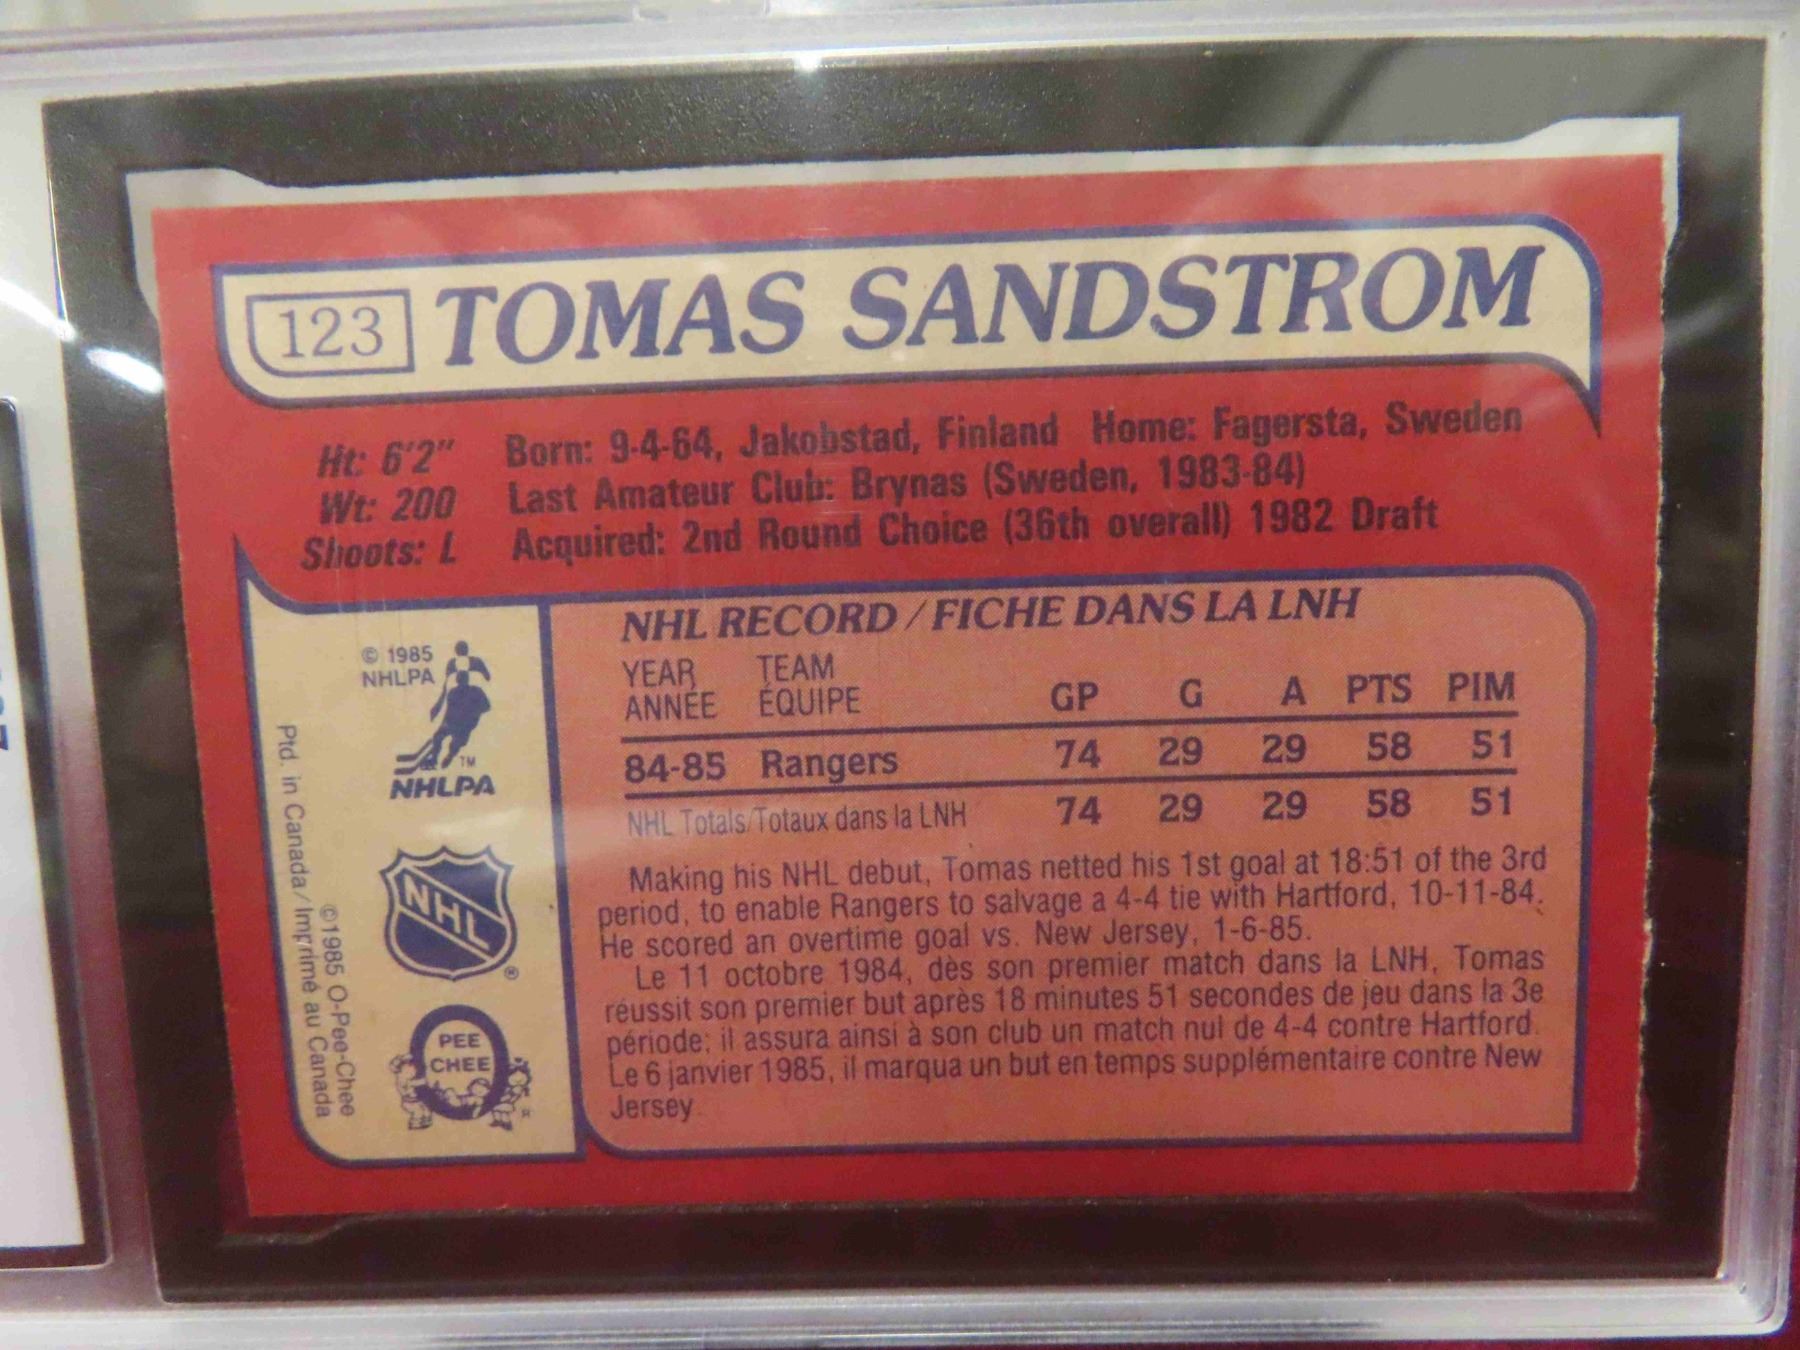 123 TOMAS SANDSTROM
Ht: 6'2" Born: 9-4-64, Jakobstad, Finland Home: Fagersta, Sweden
Wt: 200 Last Amateur Club: Brynas (Sweden, 1983-84)
Shoots: L Acquired: 2nd Round Choice (36th overall) 1982 Draft
© 1985
NHLPA
TM
NHLPA
NHL
®
PEE
CHEE
R
©1985 O-Pee-Chee
Ptd. in Canada/Imprimé au Canada
NHL RECORD/FICHE DANS LA LNH
YEAR TEAM
ANNÉE ÉQUIPE GP G A PTS PIM
84-85 Rangers 74 29 29 58 51
NHL Totals/Totaux dans la LNH 74 29 29 58 51
Making his NHL debut, Tomas netted his 1st goal at 18:51 of the 3rd
period, to enable Rangers to salvage a 4-4 tie with Hartford, 10-11-84.
He scored an overtime goal vs. New Jersey, 1-6-85.
Le 11 octobre 1984, dès son premier match dans la LNH, Tomas
réussit son premier but après 18 minutes 51 secondes de jeu dans la 3e
période; il assura ainsi à son club un match nul de 4-4 contre Hartford.
Le 6 janvier 1985, il marqua un but en temps supplémentaire contre New
Jersey